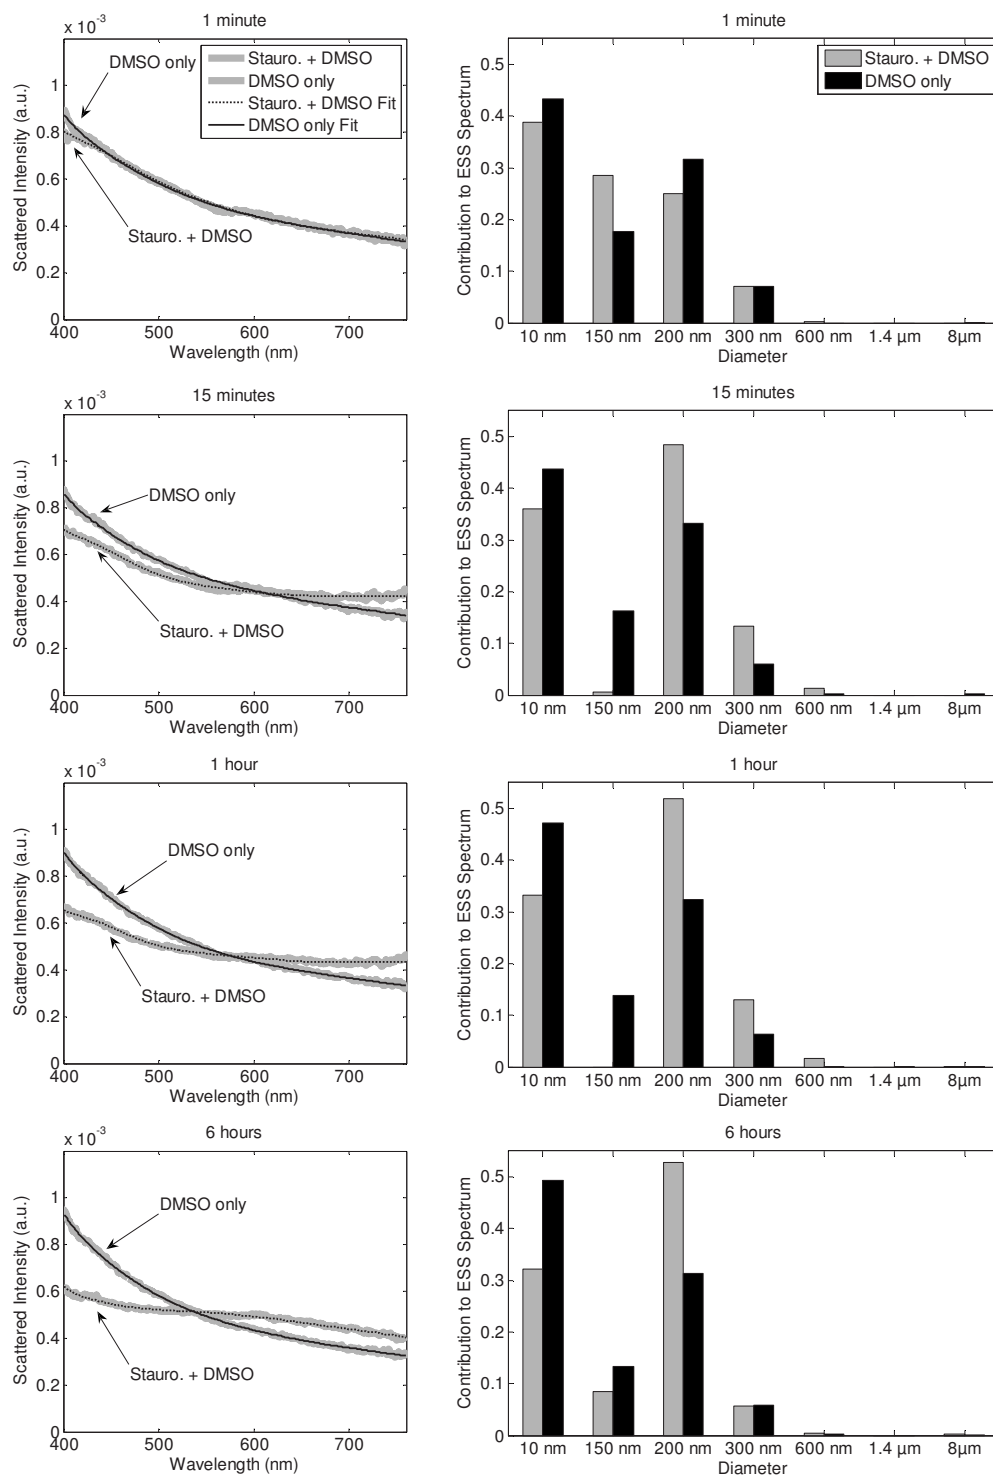 1 minute
x 10-3
Scattered Intensity (a.u.)
1
0.8
0.6
0.4
0.2
0
400
500
600
700
Wavelength (nm)
DMSO only
Stauro. + DMSO
Stauro. + DMSO
DMSO only
Stauro. + DMSO Fit
DMSO only Fit
1 minute
Contribution to ESS Spectrum
0.5
0.4
0.3
0.2
0.1
0
10 nm
150 nm
200 nm
300 nm
600 nm
1.4 µm
8µm
Diameter
Stauro. + DMSO
DMSO only
15 minutes
x 10-3
Scattered Intensity (a.u.)
1
0.8
0.6
0.4
0.2
0
400
500
600
700
Wavelength (nm)
DMSO only
Stauro. + DMSO
15 minutes
Contribution to ESS Spectrum
0.5
0.4
0.3
0.2
0.1
0
10 nm
150 nm
200 nm
300 nm
600 nm
1.4 µm
8µm
Diameter
1 hour
x 10-3
Scattered Intensity (a.u.)
1
0.8
0.6
0.4
0.2
0
400
500
600
700
Wavelength (nm)
DMSO only
Stauro. + DMSO
1 hour
Contribution to ESS Spectrum
0.5
0.4
0.3
0.2
0.1
0
10 nm
150 nm
200 nm
300 nm
600 nm
1.4 µm
8µm
Diameter
6 hours
x 10-3
Scattered Intensity (a.u.)
1
0.8
0.6
0.4
0.2
0
400
500
600
700
Wavelength (nm)
DMSO only
Stauro. + DMSO
6 hours
Contribution to ESS Spectrum
0.5
0.4
0.3
0.2
0.1
0
10 nm
150 nm
200 nm
300 nm
600 nm
1.4 µm
8µm
Diameter